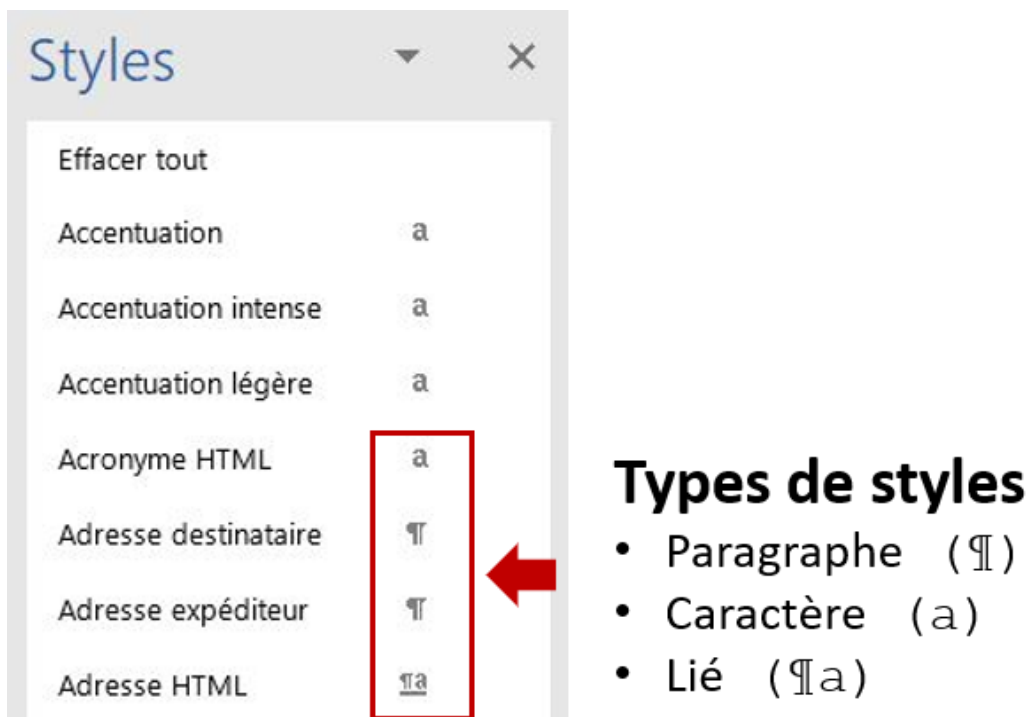 Styles
Effacer tout
Accentuation a
Accentuation intense a
Accentuation légère a
Acronyme HTML a
Adresse destinataire ¶
Adresse expéditeur ¶
Adresse HTML ¶a
Types de styles
• Paragraphe (¶)
• Caractère (a)
• Lié (¶a)